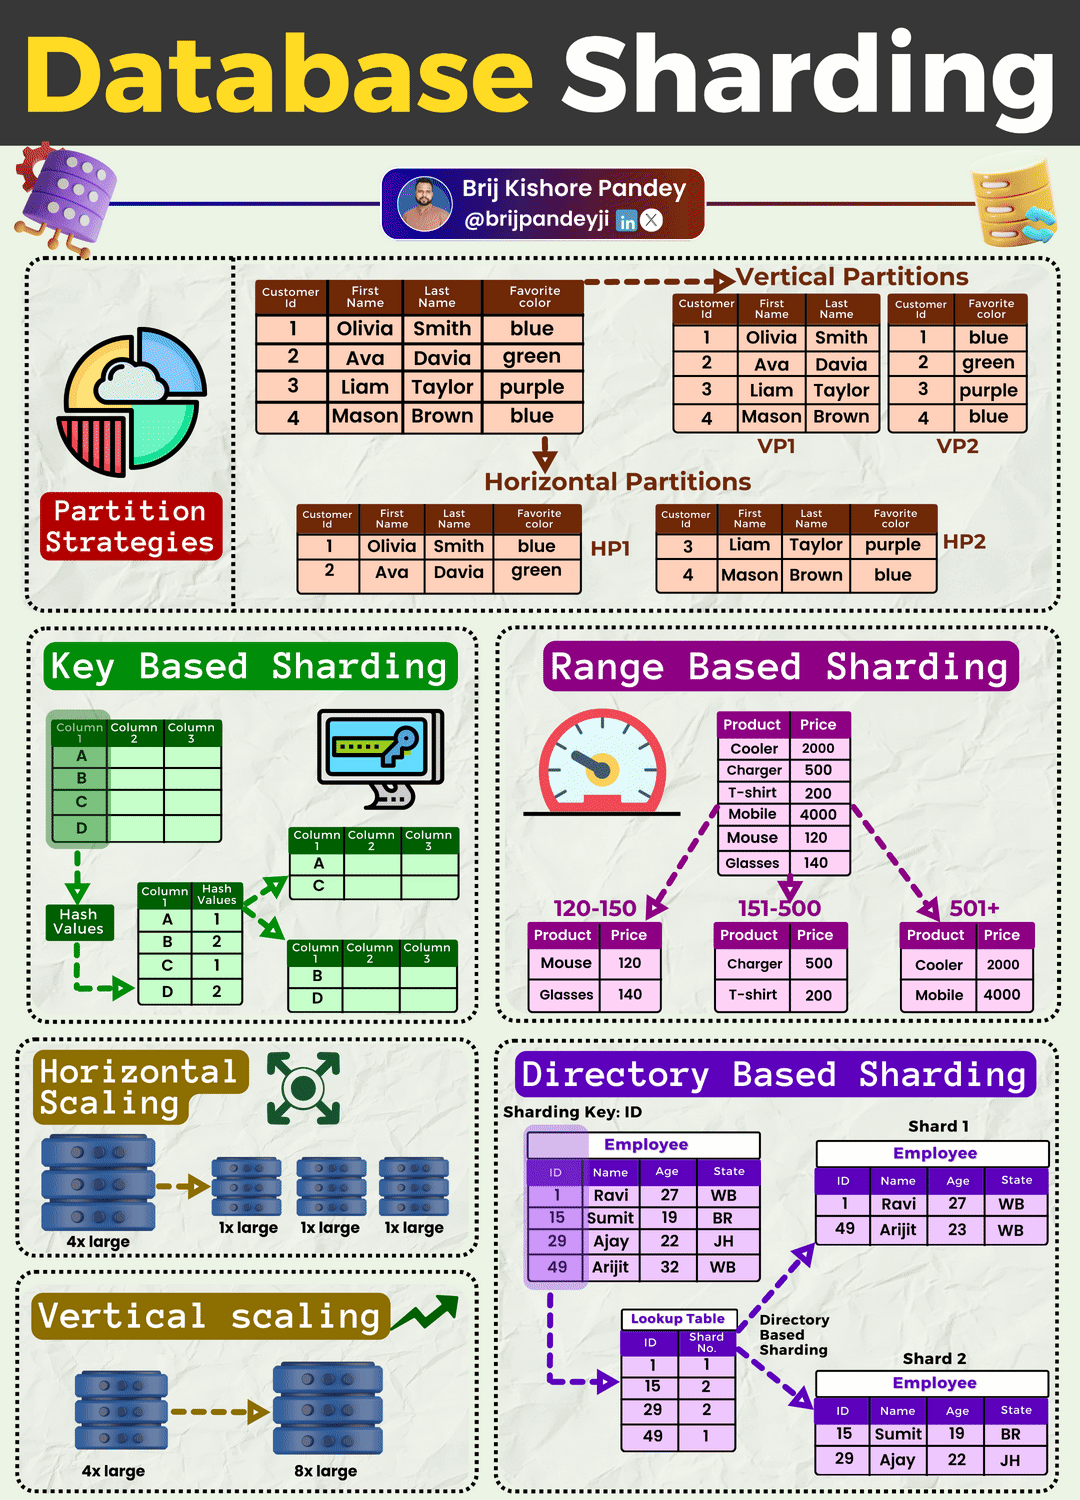 Database Sharding
Brij Kishore Pandey
@brijpandeyji in X
Partition
Strategies
Customer Id First Name Last Name Favorite color
1 Olivia Smith blue
2 Ava Davia green
3 Liam Taylor purple
4 Mason Brown blue
Vertical Partitions
Customer Id First Name Last Name
1 Olivia Smith
2 Ava Davia
3 Liam Taylor
4 Mason Brown
VP1
Customer Id Favorite color
1 blue
2 green
3 purple
4 blue
VP2
Horizontal Partitions
Customer Id First Name Last Name Favorite color
1 Olivia Smith blue
2 Ava Davia green
HP1
Customer Id First Name Last Name Favorite color
3 Liam Taylor purple
4 Mason Brown blue
HP2
Key Based Sharding
Column 1 Column 2 Column 3
A
B
C
D
Hash
Values
Column 1 Hash Values
A 1
B 2
C 1
D 2
Column 1 Column 2 Column 3
A
C
Column 1 Column 2 Column 3
B
D
Range Based Sharding
Product Price
Cooler 2000
Charger 500
T-shirt 200
Mobile 4000
Mouse 120
Glasses 140
120-150
Product Price
Mouse 120
Glasses 140
151-500
Product Price
Charger 500
T-shirt 200
501+
Product Price
Cooler 2000
Mobile 4000
Horizontal
Scaling
4x large
1x large 1x large 1x large
Vertical scaling
4x large 8x large
Directory Based Sharding
Sharding Key: ID
Employee
ID Name Age State
1 Ravi 27 WB
15 Sumit 19 BR
29 Ajay 22 JH
49 Arijit 32 WB
Lookup Table
ID Shard No.
1 1
15 2
29 2
49 1
Directory
Based
Sharding
Shard 1
Employee
ID Name Age State
1 Ravi 27 WB
49 Arijit 23 WB
Shard 2
Employee
ID Name Age State
15 Sumit 19 BR
29 Ajay 22 JH